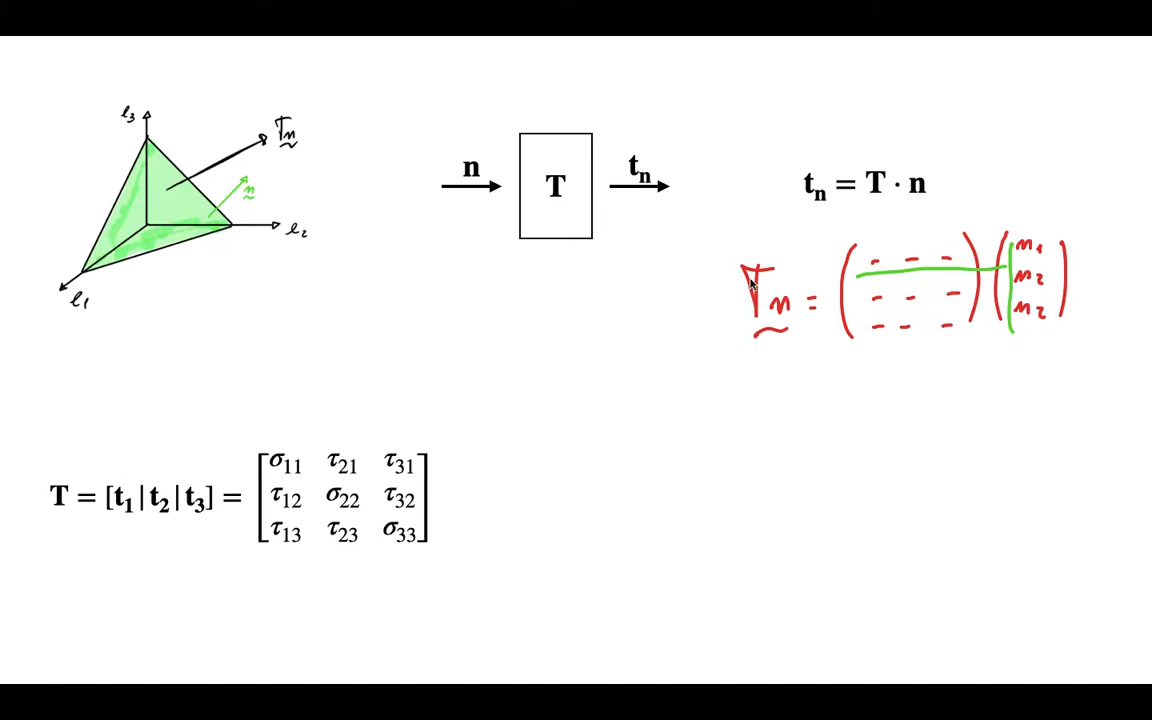 e3
Tn
n
e2
e1
n
T
tn
tn = T · n
Tn = ( - - - - - - - - - ) ( n1 n2 n2 )
T = [t1|t2|t3] =
σ11 τ21 τ31
τ12 σ22 τ32
τ13 τ23 σ33